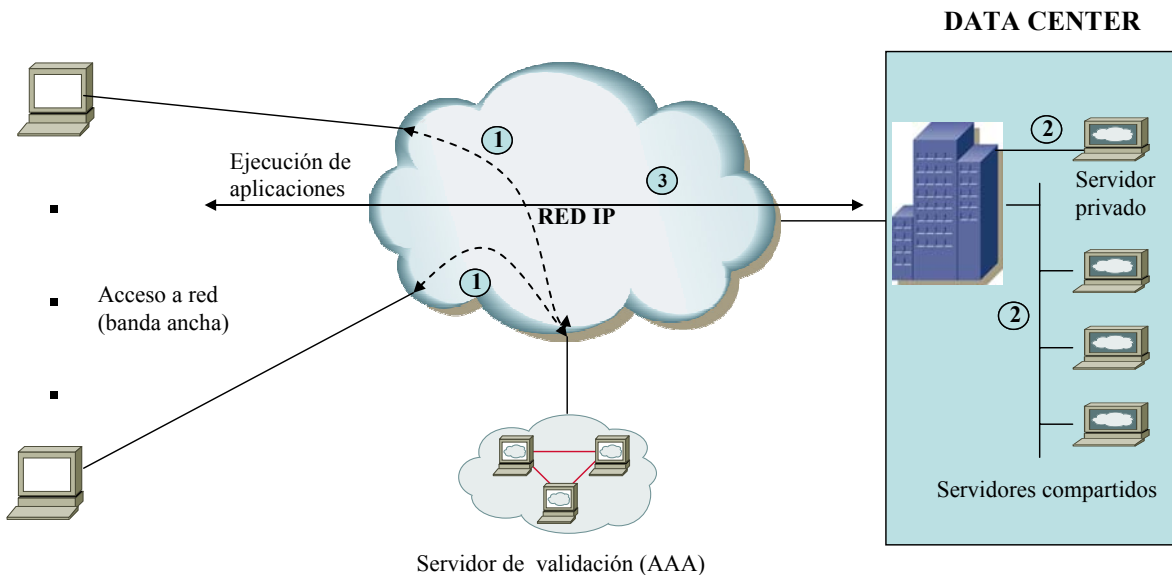 DATA CENTER
1
2
Ejecución de
aplicaciones
3
Servidor
privado
RED IP
Acceso a red
(banda ancha)
1
2
Servidores compartidos
Servidor de validación (AAA)